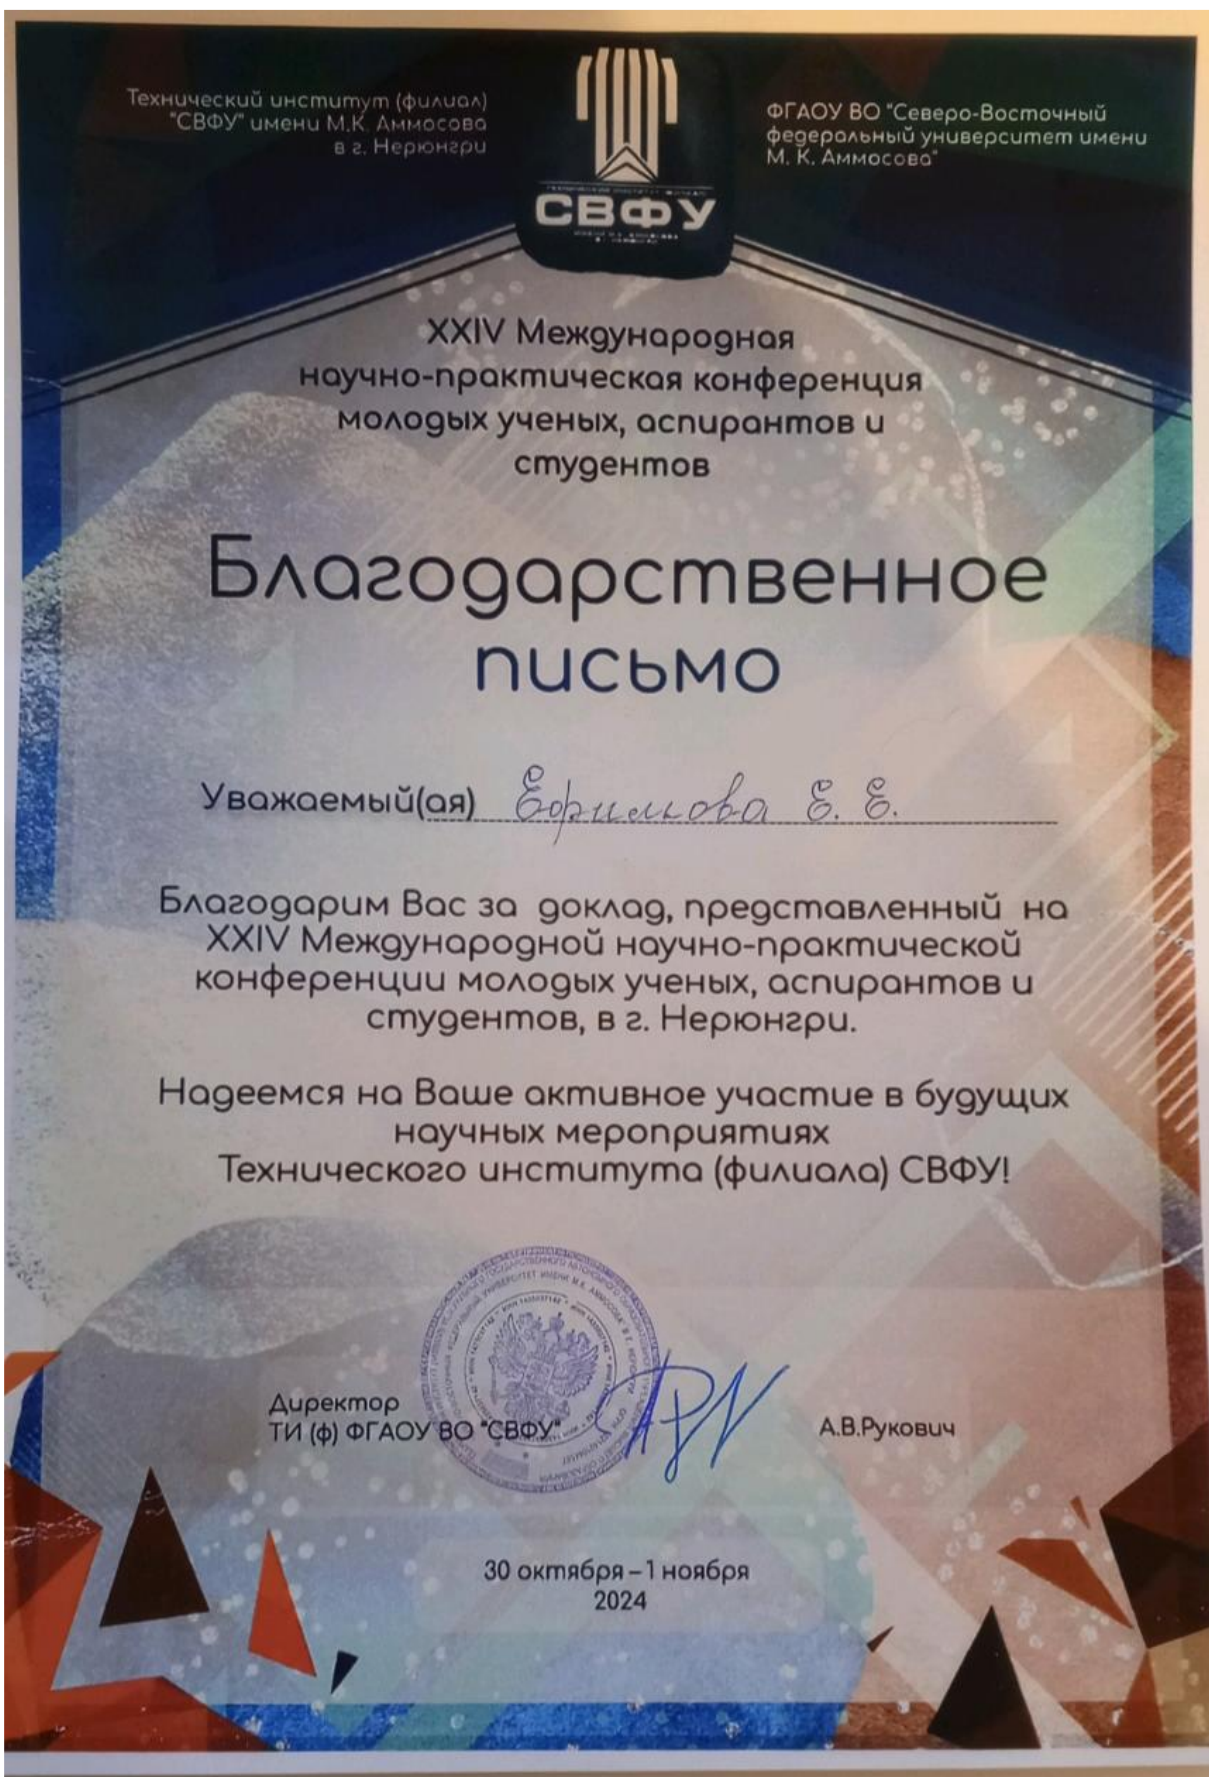 Технический институт (филиал)
"СВФУ" имени М.К. Аммосова
в г. Нерюнгри
ФГАОУ ВО "Северо-Восточный
федеральный университет имени
М. К. Аммосова"
СВФУ
XXIV Международная
научно-практическая конференция
молодых ученых, аспирантов и
студентов
Благодарственное
письмо
Уважаемый(ая) Ефимова Е. Е.
Благодарим Вас за доклад, представленный на
XXIV Международной научно-практической
конференции молодых ученых, аспирантов и
студентов, в г. Нерюнгри.
Надеемся на Ваше активное участие в будущих
научных мероприятиях
Технического института (филиала) СВФУ!
Директор
ТИ (ф) ФГАОУ ВО "СВФУ"
А.В.Рукович
30 октября – 1 ноября
2024